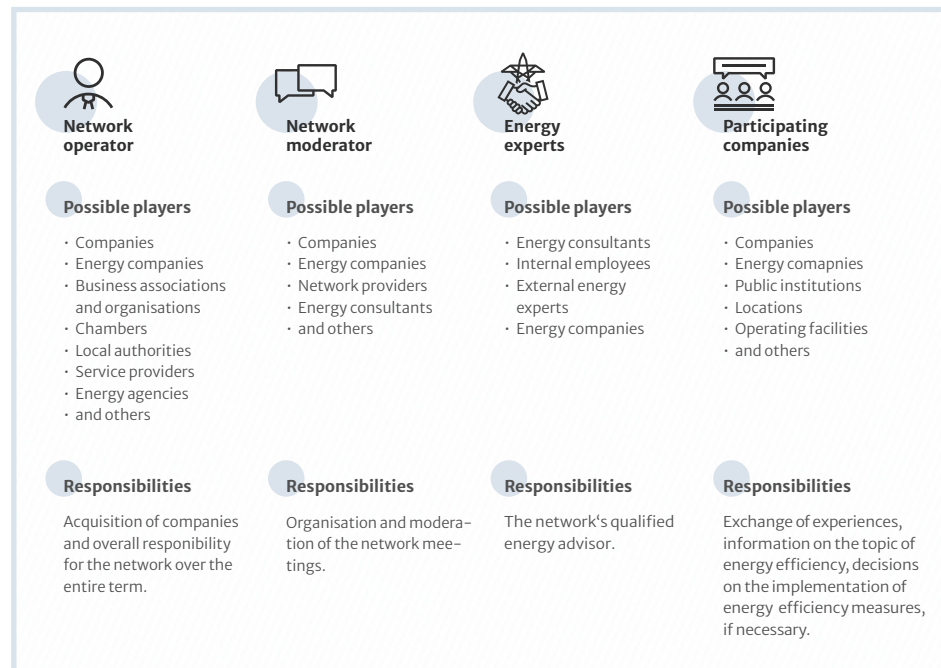 Network
operator
Possible players
· Companies
· Energy companies
· Business associations
and organisations
· Chambers
· Local authorities
· Service providers
· Energy agencies
· and others
Responsibilities
Acquisition of companies
and overall responibility
for the network over the
entire term.
Network
moderator
Possible players
· Companies
· Energy companies
· Network providers
· Energy consultants
· and others
Responsibilities
Organisation and modera-
tion of the network mee-
tings.
Energy
experts
Possible players
· Energy consultants
· Internal employees
· External energy
experts
· Energy companies
Responsibilities
The network‘s qualified
energy advisor.
Participating
companies
Possible players
· Companies
· Energy comapnies
· Public institutions
· Locations
· Operating facilities
· and others
Responsibilities
Exchange of experiences,
information on the topic of
energy efficiency, decisions
on the implementation of
energy efficiency measures,
if necessary.